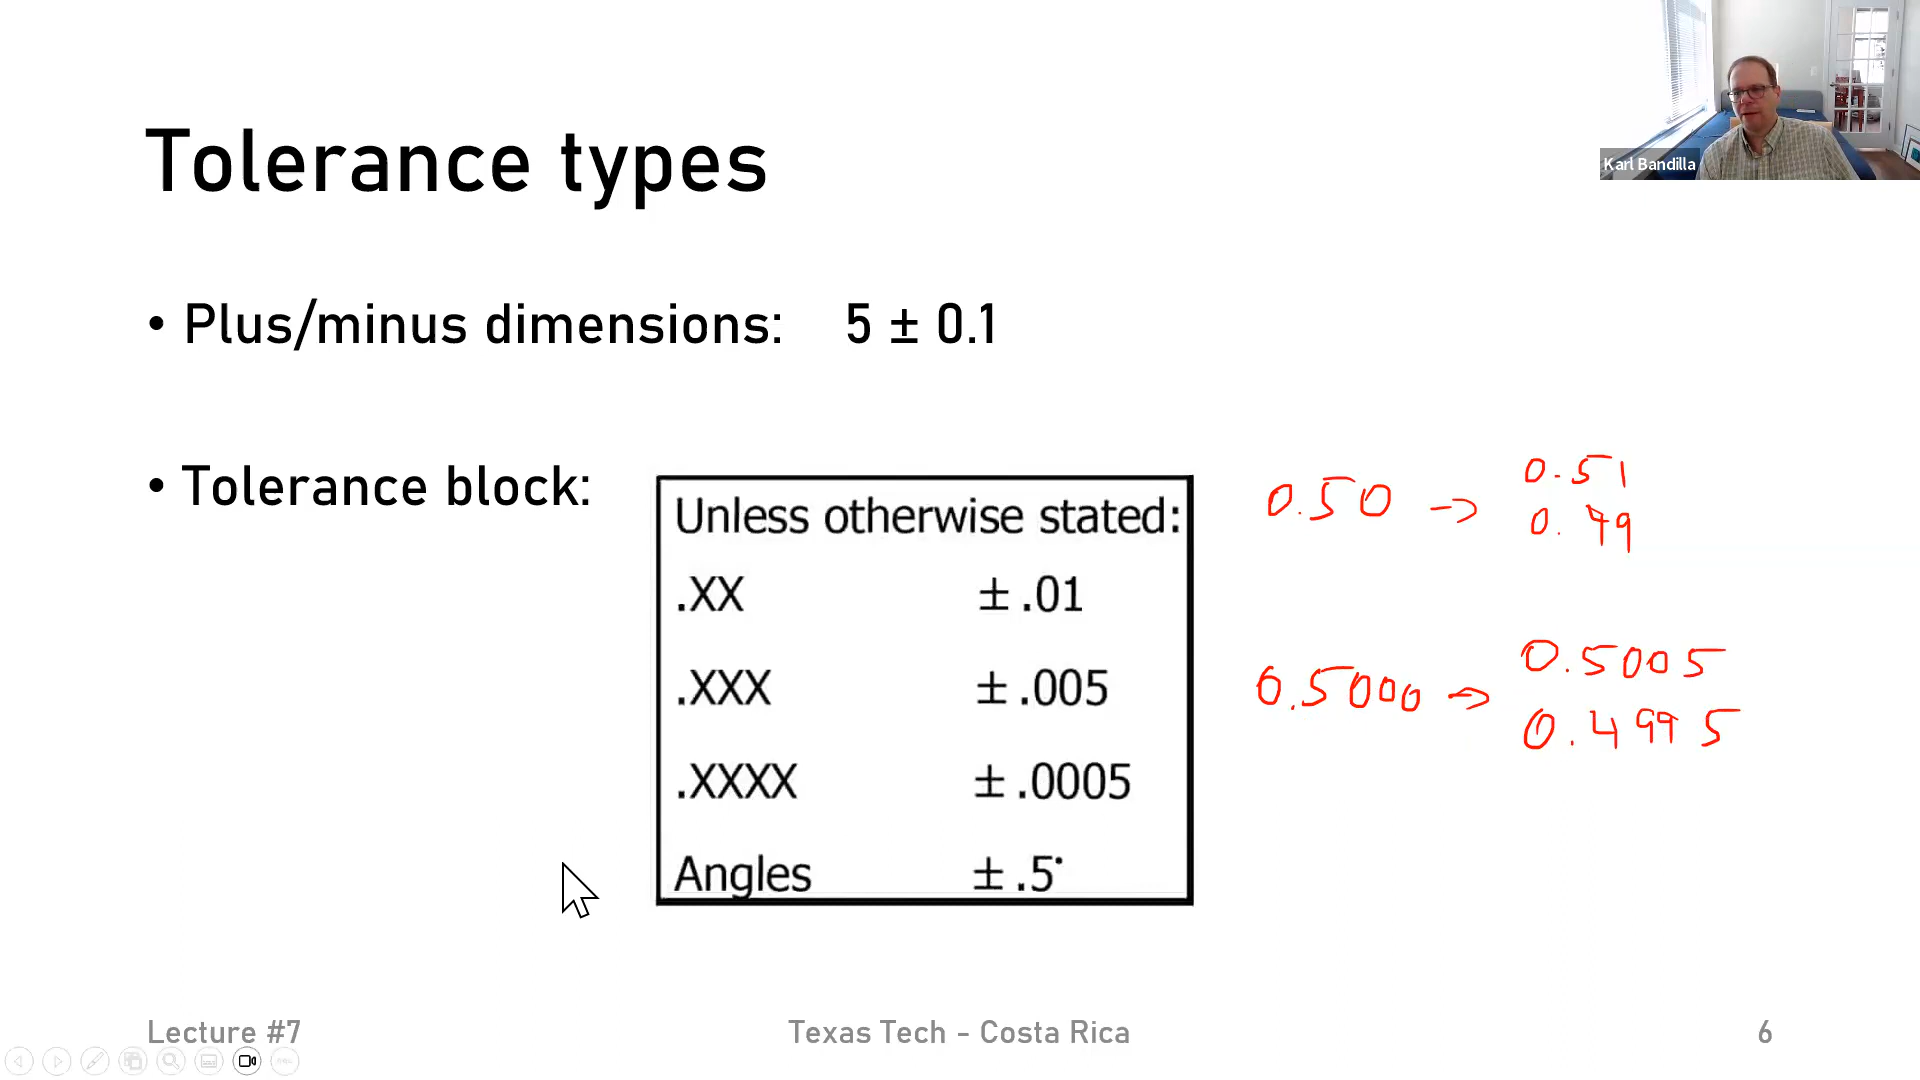 Karl Bandilla
Tolerance types
• Plus/minus dimensions: 5 ± 0.1
• Tolerance block:
Unless otherwise stated:
.XX ± .01
.XXX ± .005
.XXXX ± .0005
Angles ± .5°
0.50 → 0.51
0.49
0.5000 → 0.5005
0.4995
Lecture #7
Texas Tech - Costa Rica
6